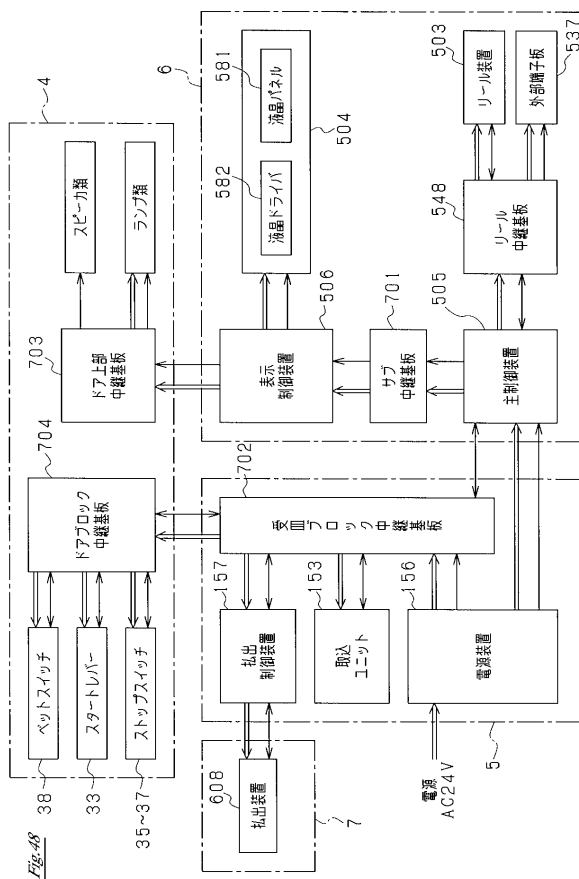 Fig.48
4
38
ベットスイッチ
33
スタートレバー
35~37
ストップスイッチ
704
ドアブロック
中継基板
703
ドア上部
中継基板
スピーカ類
ランプ類
6
581
液晶パネル
582
液晶ドライバ
504
506
表示
制御装置
701
サブ
中継基板
505
主制御装置
548
リール
中継基板
503
リール装置
537
外部端子板
702
受皿ブロック中継基板
157
払出
制御装置
153
取込
ユニット
156
電源装置
5
608
払出装置
7
電源
AC24V